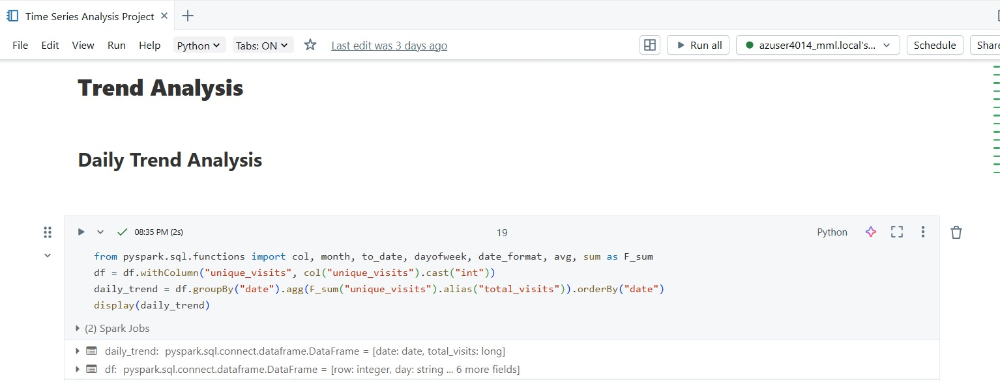 Time Series Analysis Project
File Edit View Run Help Python Tabs: ON Last edit was 3 days ago Run all azuser4014_mml.local's... Schedule Share
Trend Analysis
Daily Trend Analysis
08:35 PM (2s) 19 Python
from pyspark.sql.functions import col, month, to_date, dayofweek, date_format, avg, sum as F_sum
df = df.withColumn("unique_visits", col("unique_visits").cast("int"))
daily_trend = df.groupBy("date").agg(F_sum("unique_visits").alias("total_visits")).orderBy("date")
display(daily_trend)
(2) Spark Jobs
daily_trend: pyspark.sql.connect.dataframe.DataFrame = [date: date, total_visits: long]
df: pyspark.sql.connect.dataframe.DataFrame = [row: integer, day: string ... 6 more fields]